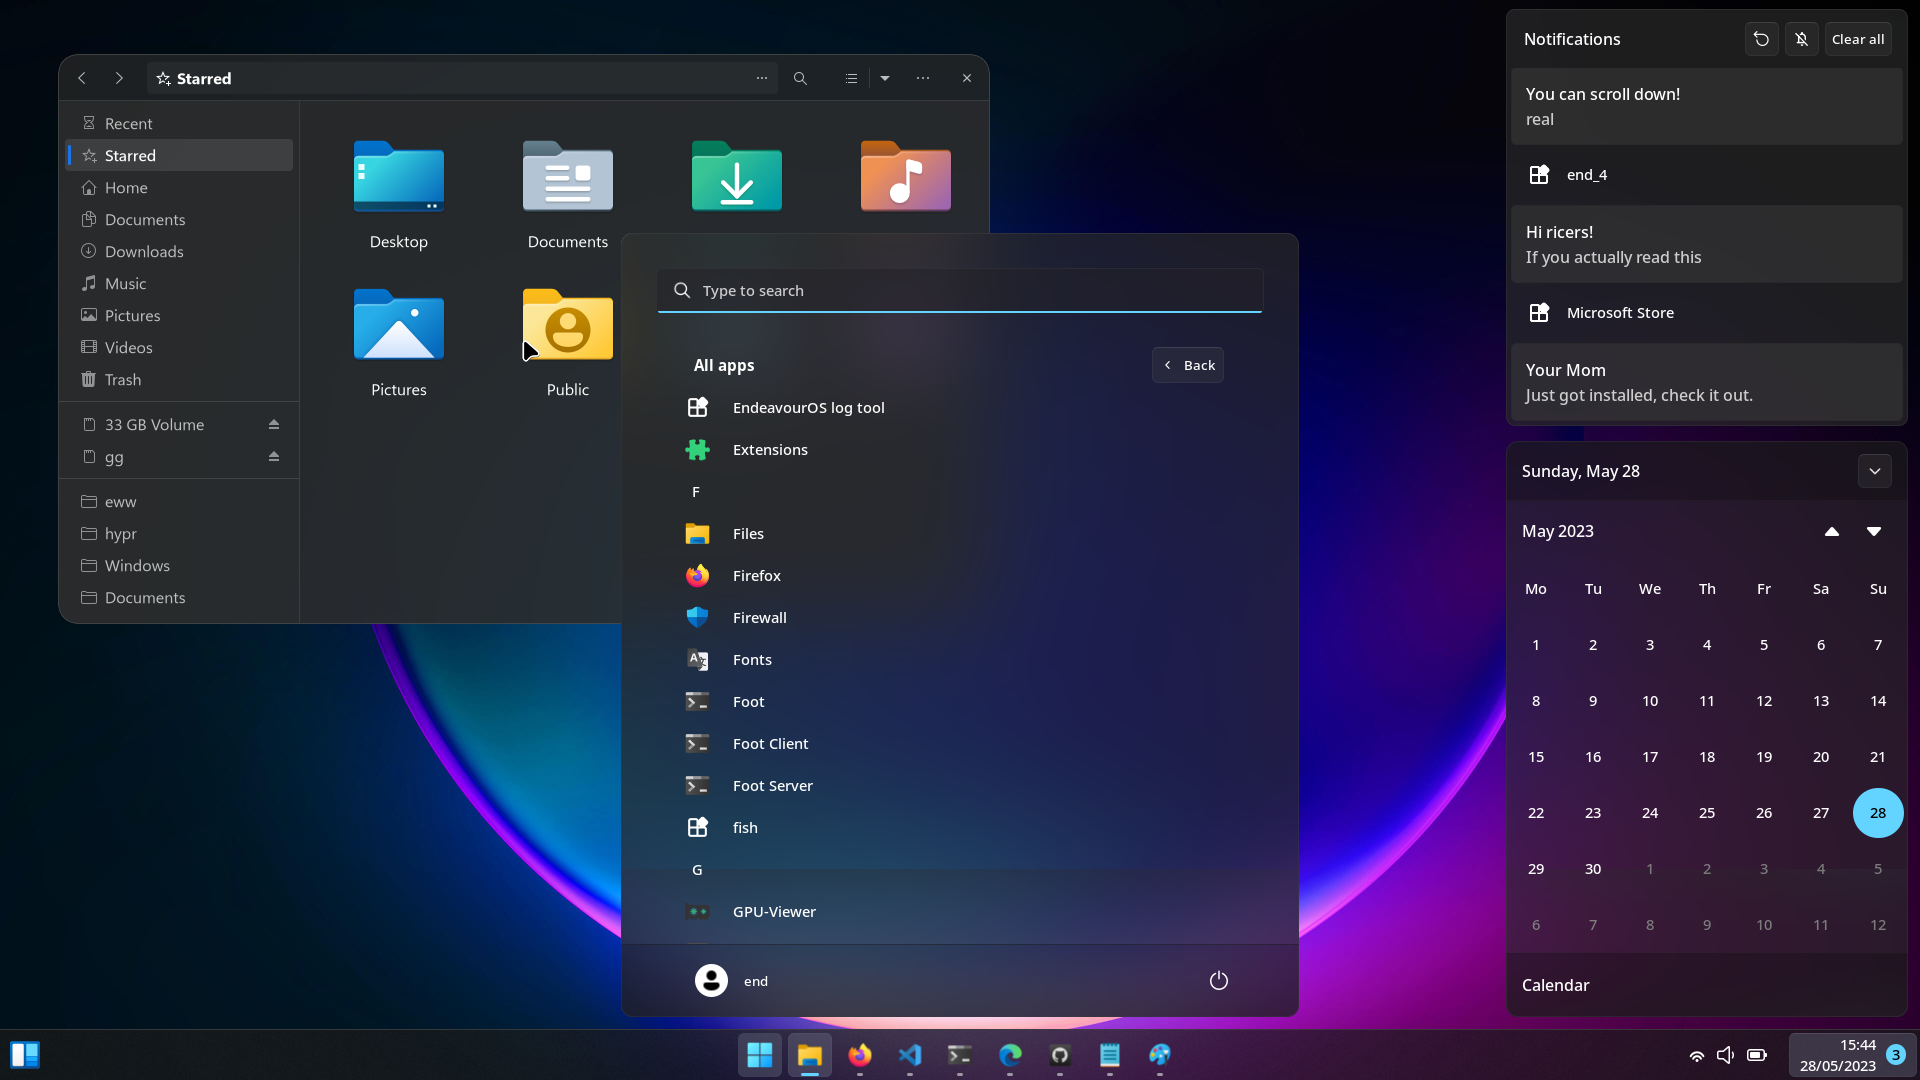 Starred
Recent
Starred
Home
Documents
Downloads
Music
Pictures
Videos
Trash
33 GB Volume
gg
eww
hypr
Windows
Documents
Desktop
Documents
Pictures
Public
Type to search
All apps
Back
EndeavourOS log tool
Extensions
F
Files
Firefox
Firewall
Fonts
Foot
Foot Client
Foot Server
fish
G
GPU-Viewer
end
Notifications
Clear all
You can scroll down!
real
end_4
Hi ricers!
If you actually read this
Microsoft Store
Your Mom
Just got installed, check it out.
Sunday, May 28
May 2023
Mo Tu We Th Fr Sa Su
1 2 3 4 5 6 7
8 9 10 11 12 13 14
15 16 17 18 19 20 21
22 23 24 25 26 27 28
29 30 1 2 3 4 5
6 7 8 9 10 11 12
Calendar
15:44
28/05/2023
3